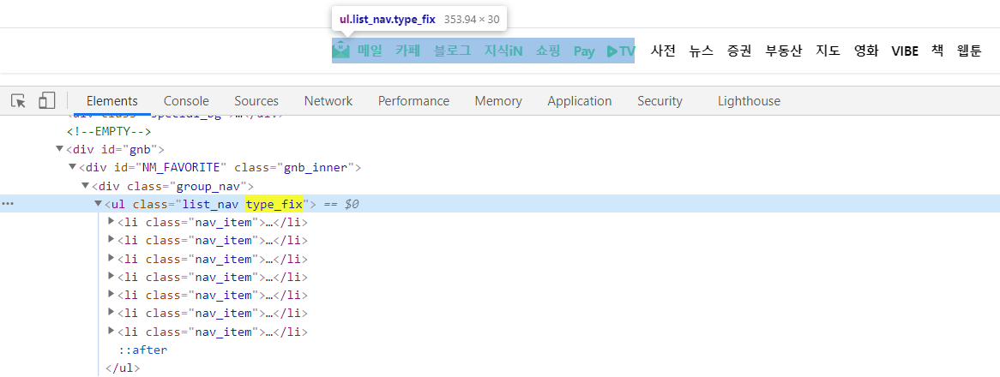 ul.list_nav.type_fix 353.94 × 30
메일 카페 블로그 지식iN 쇼핑 Pay TV 사전 뉴스 증권 부동산 지도 영화 VIBE 책 웹툰
Elements Console Sources Network Performance Memory Application Security Lighthouse
<div class="special_bg">…</div>
<!--EMPTY-->
<div id="gnb">
<div id="NM_FAVORITE" class="gnb_inner">
<div class="group_nav">
<ul class="list_nav type_fix"> == $0
<li class="nav_item">…</li>
<li class="nav_item">…</li>
<li class="nav_item">…</li>
<li class="nav_item">…</li>
<li class="nav_item">…</li>
<li class="nav_item">…</li>
<li class="nav_item">…</li>
::after
</ul>